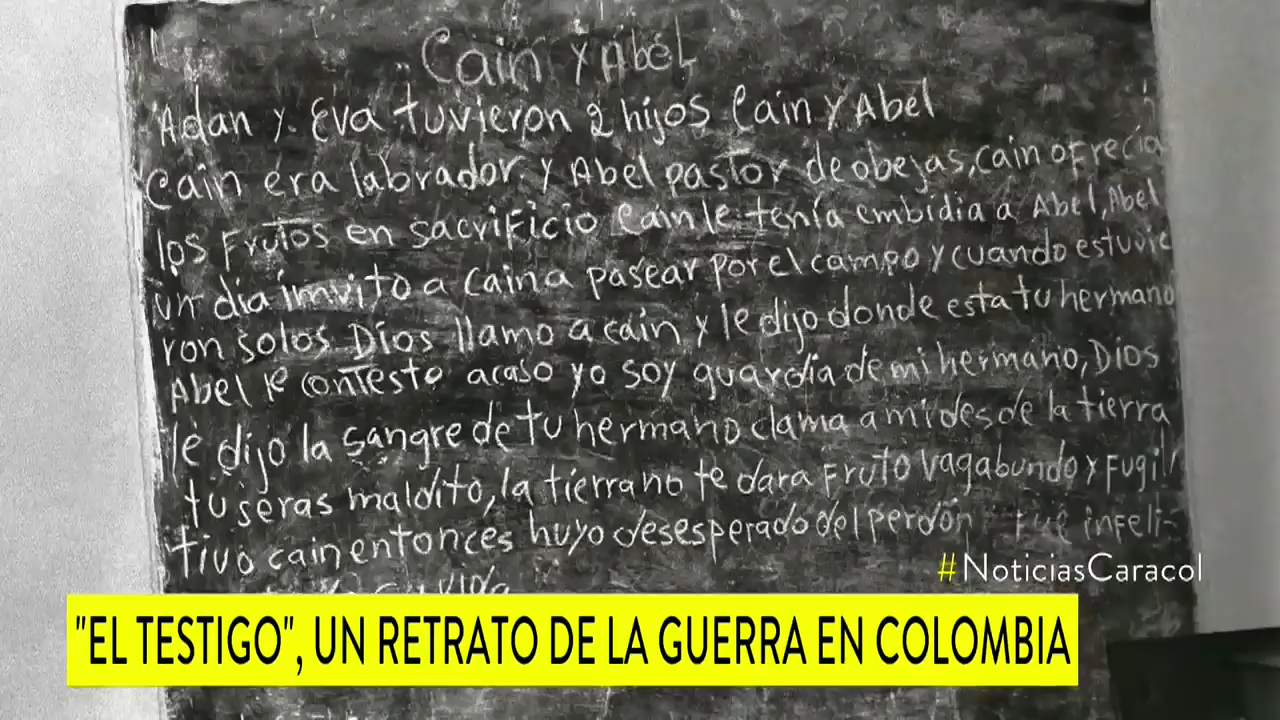 Cain y Abel
Adan y Eva tuvieron 2 hijos Cain y Abel
Cain era labrador y Abel pastor de obejas, cain ofrecia
los Frutos en sacrificio Cain le tenía embidia a Abel, Abel
un dia imvito a Cain a pasear por el campo y cuando estuvie
ron solos Dios llamo a cain y le dijo donde esta tu hermano
Abel le contesto acaso yo soy guardia de mi hermano, Dios
le dijo la sangre de tu hermano clama a mi desde la tierra
tu seras maldito, la tierra no te dara Fruto vagabundo y Fugi
tivo cain entonces huyo desesperado del perdón fue infeli-
#NoticiasCaracol
"EL TESTIGO", UN RETRATO DE LA GUERRA EN COLOMBIA